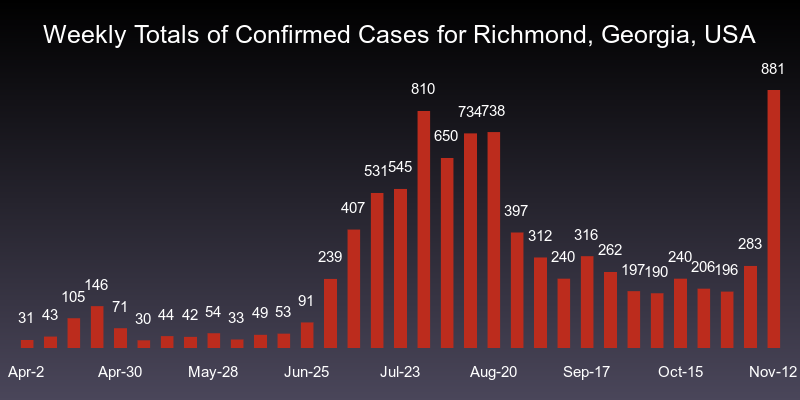 Weekly Totals of Confirmed Cases for Richmond, Georgia, USA
31 43 105 146 71 30 44 42 54 33 49 53 91 239 407 531 545 810 650 734 738 397 312 240 316 262 197 190 240 206 196 283 881
Apr-2 Apr-30 May-28 Jun-25 Jul-23 Aug-20 Sep-17 Oct-15 Nov-12